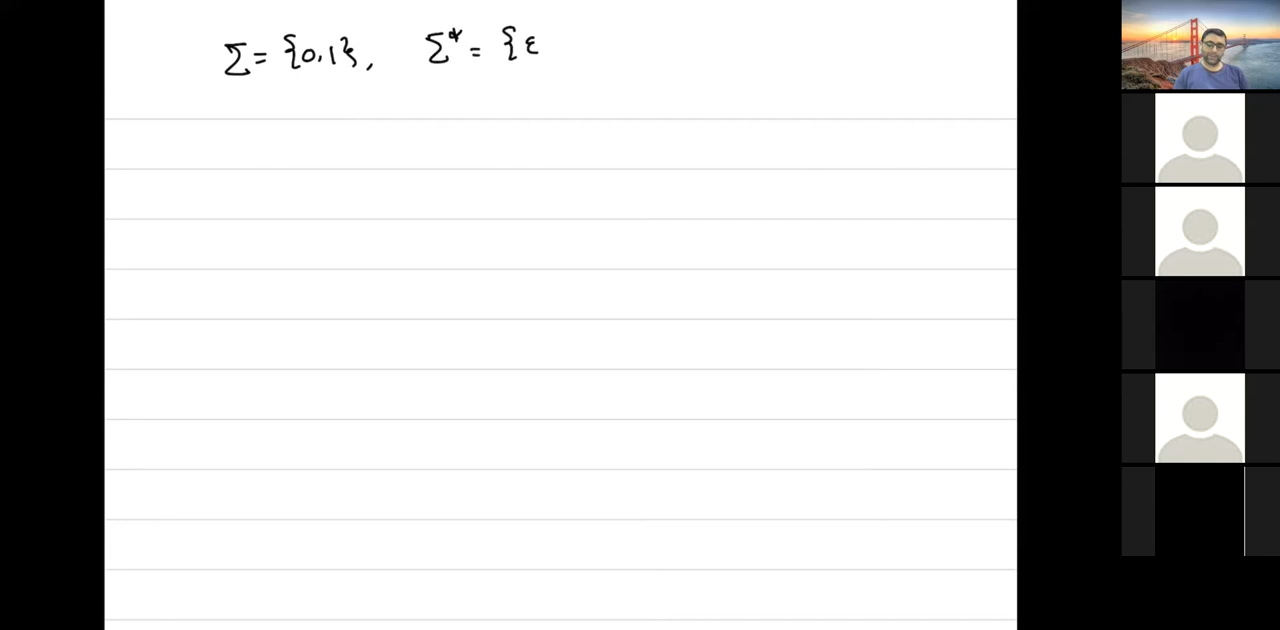 Σ = {0,1}, Σ* = {ε